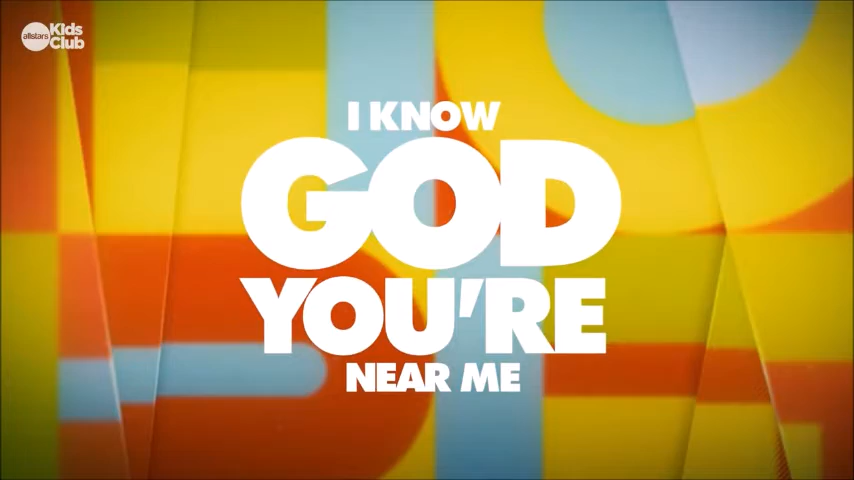 allstars
Kids
Club
I KNOW
GOD
YOU'RE
NEAR ME